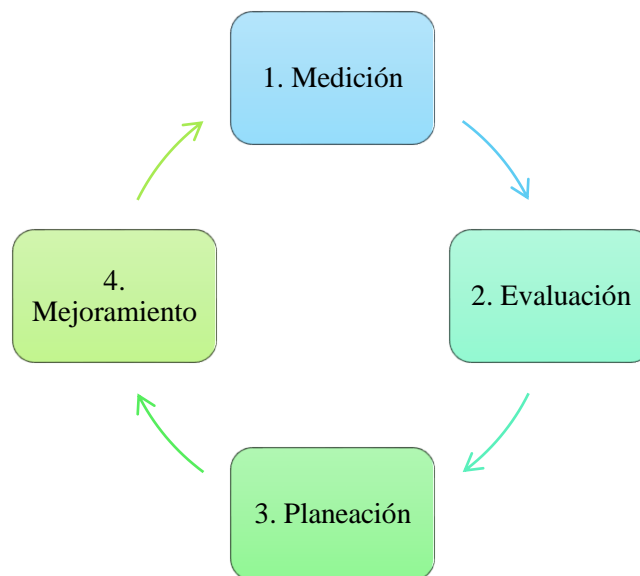 1. Medición
2. Evaluación
3. Planeación
4.
Mejoramiento